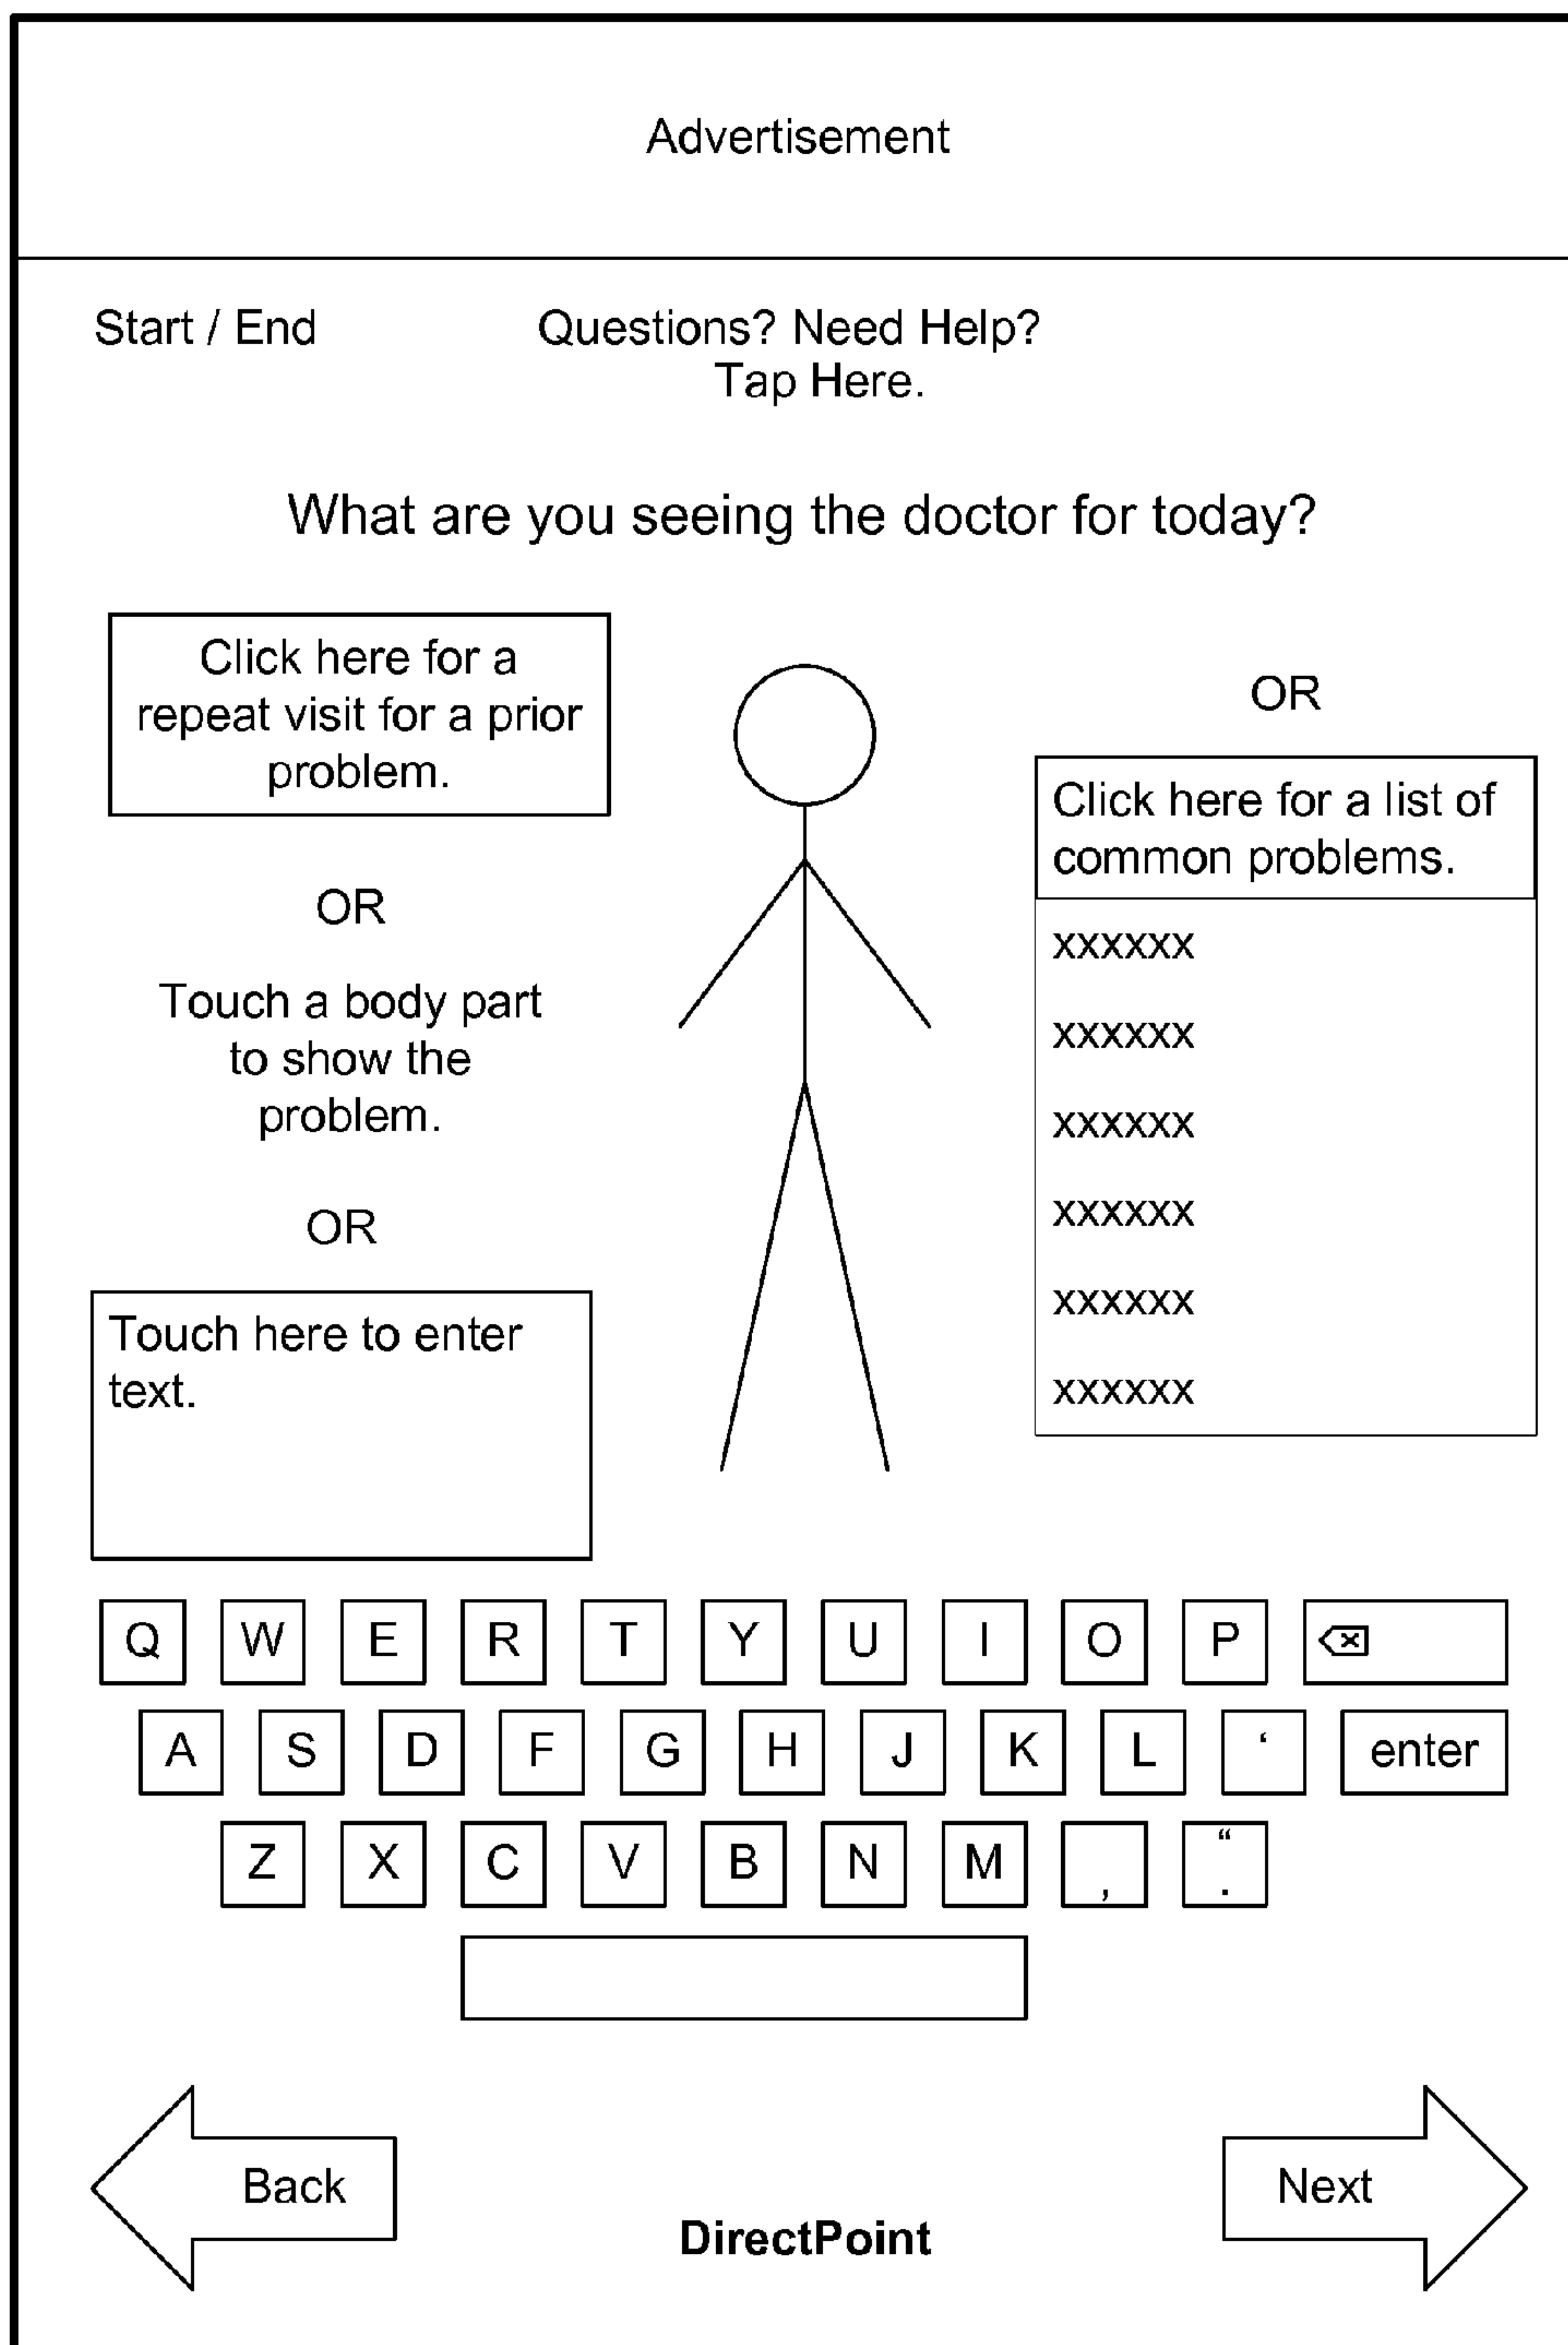 Advertisement
Start / End
Questions? Need Help?
Tap Here.
What are you seeing the doctor for today?
Click here for a
repeat visit for a prior
problem.
OR
Touch a body part
to show the
problem.
OR
Touch here to enter
text.
OR
Click here for a list of
common problems.
xxxxxx
xxxxxx
xxxxxx
xxxxxx
xxxxxx
xxxxxx
Q W E R T Y U I O P
A S D F G H J K L ‘ enter
Z X C V B N M , “ .
Back
DirectPoint
Next